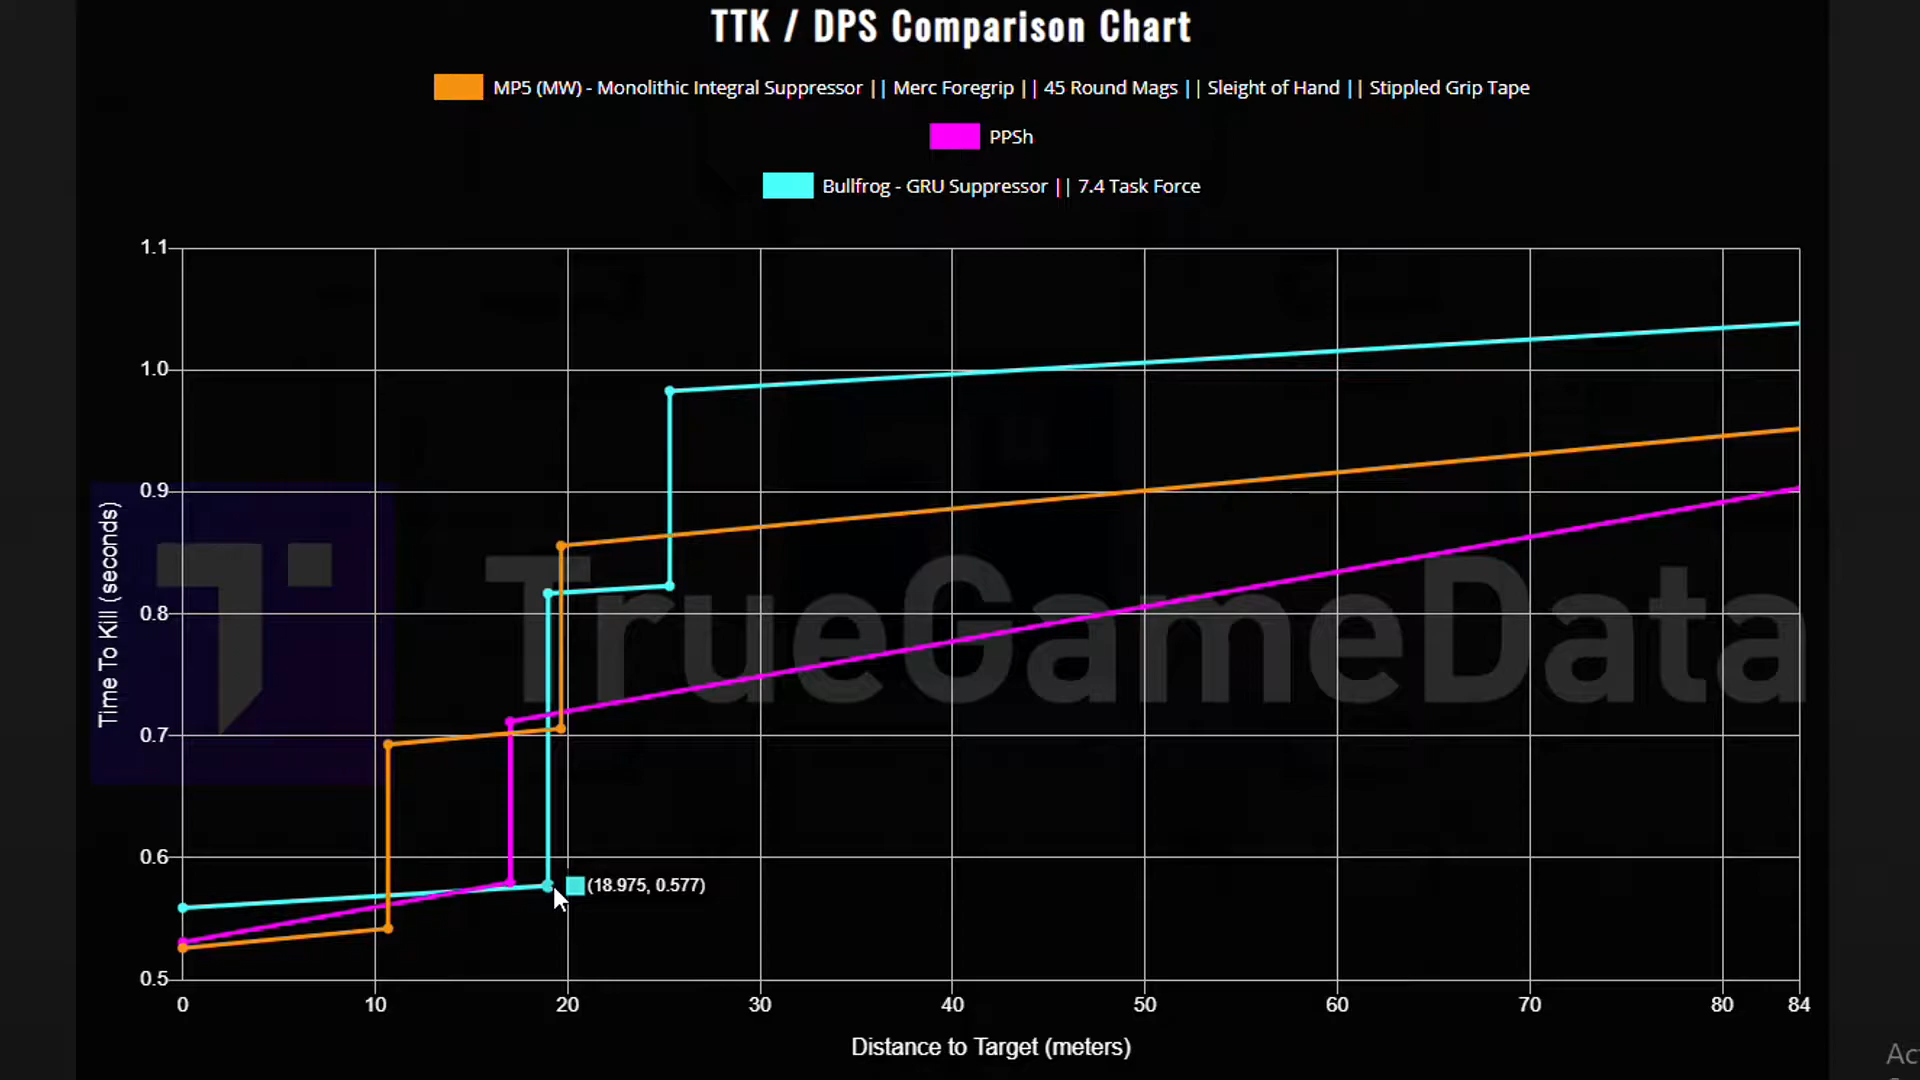 TTK / DPS Comparison Chart
MP5 (MW) - Monolithic Integral Suppressor || Merc Foregrip || 45 Round Mags || Sleight of Hand || Stippled Grip Tape
PPSh
Bullfrog - GRU Suppressor || 7.4 Task Force
1.1
1.0
0.9
0.8
0.7
0.6
0.5
Time To Kill (seconds)
TrueGameData
(18.975, 0.577)
0 10 20 30 40 50 60 70 80 84
Distance to Target (meters)